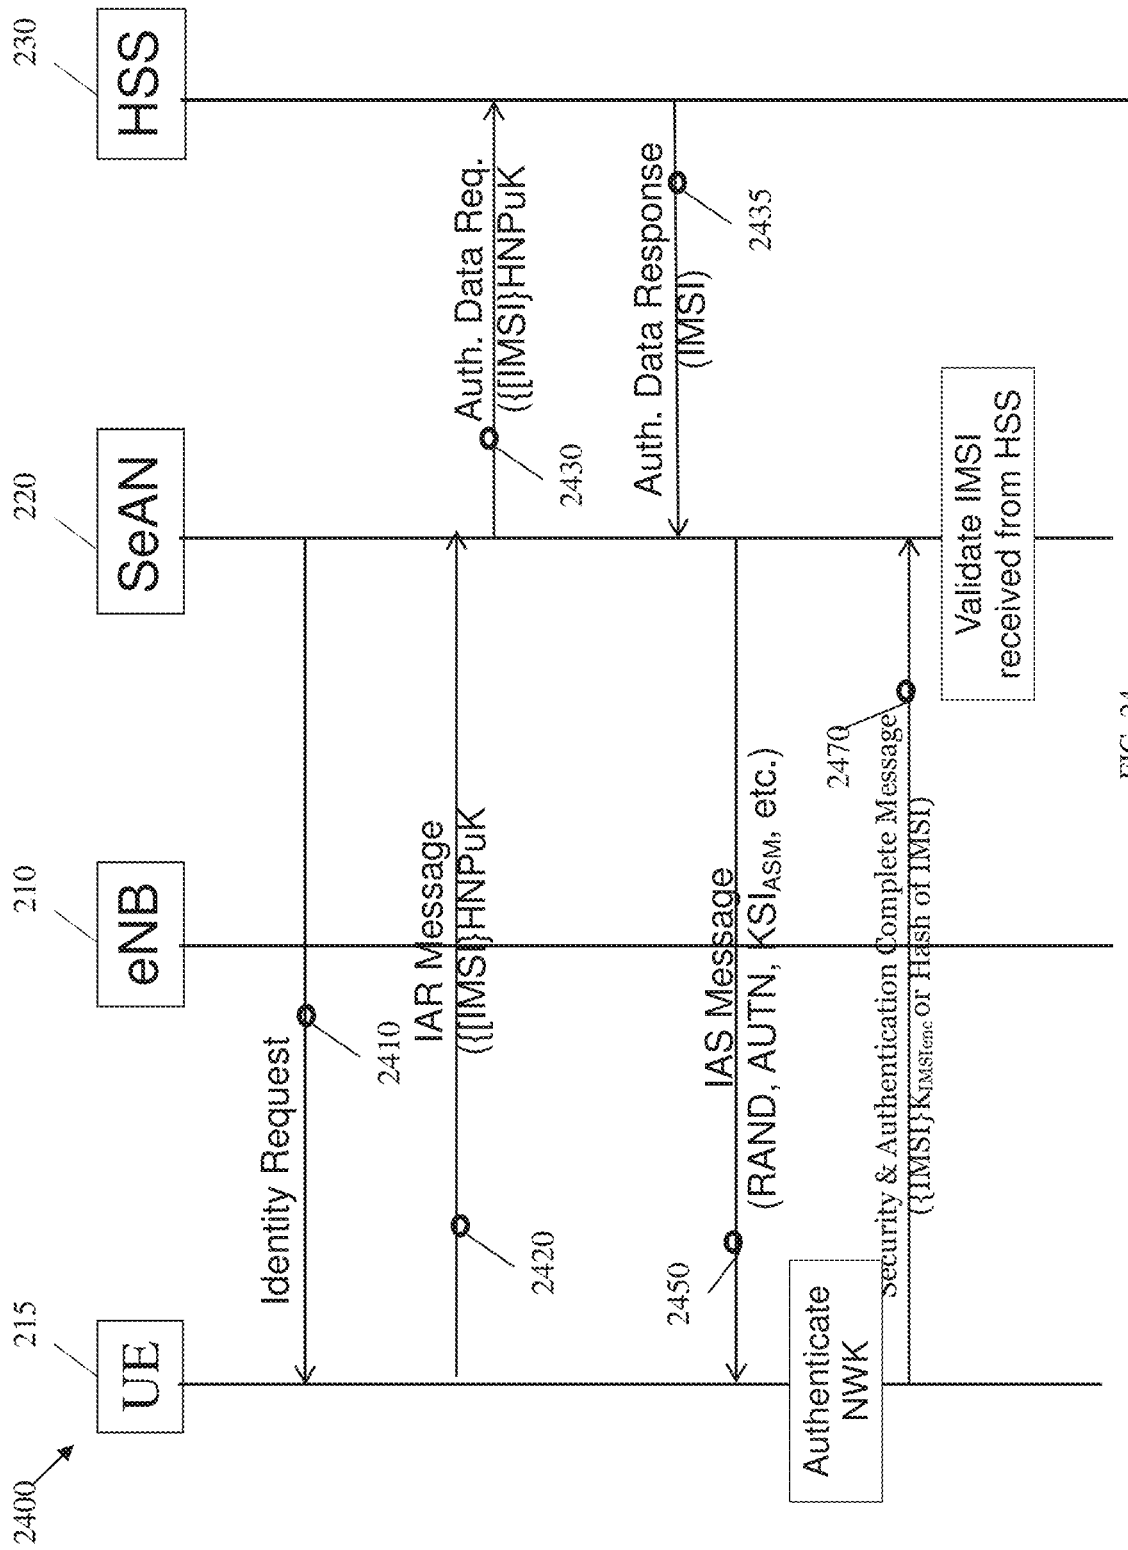 2400
215
210
220
230
UE
eNB
SeAN
HSS
Identity Request
2410
IAR Message
({[IMSI}HNPuK
2420
Auth. Data Req.
({[IMSI}HNPuK
2430
Auth. Data Response
(IMSI)
2435
IAS Message
(RAND, AUTN, KSIASM, etc.)
2450
Authenticate
NWK
Security & Authentication Complete Message
({IMSI}KIMSIenc or Hash of IMSI)
2470
Validate IMSI
received from HSS